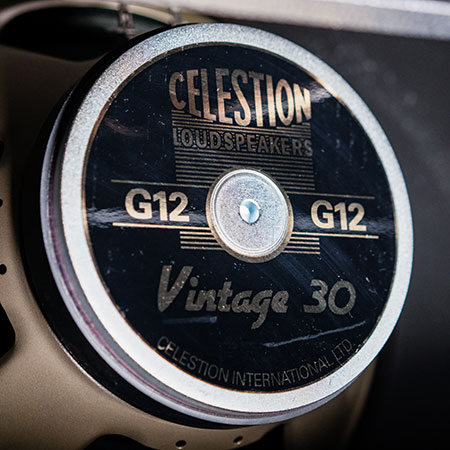 CELESTION
LOUDSPEAKERS
G12 G12
Vintage 30
CELESTION INTERNATIONAL LTD